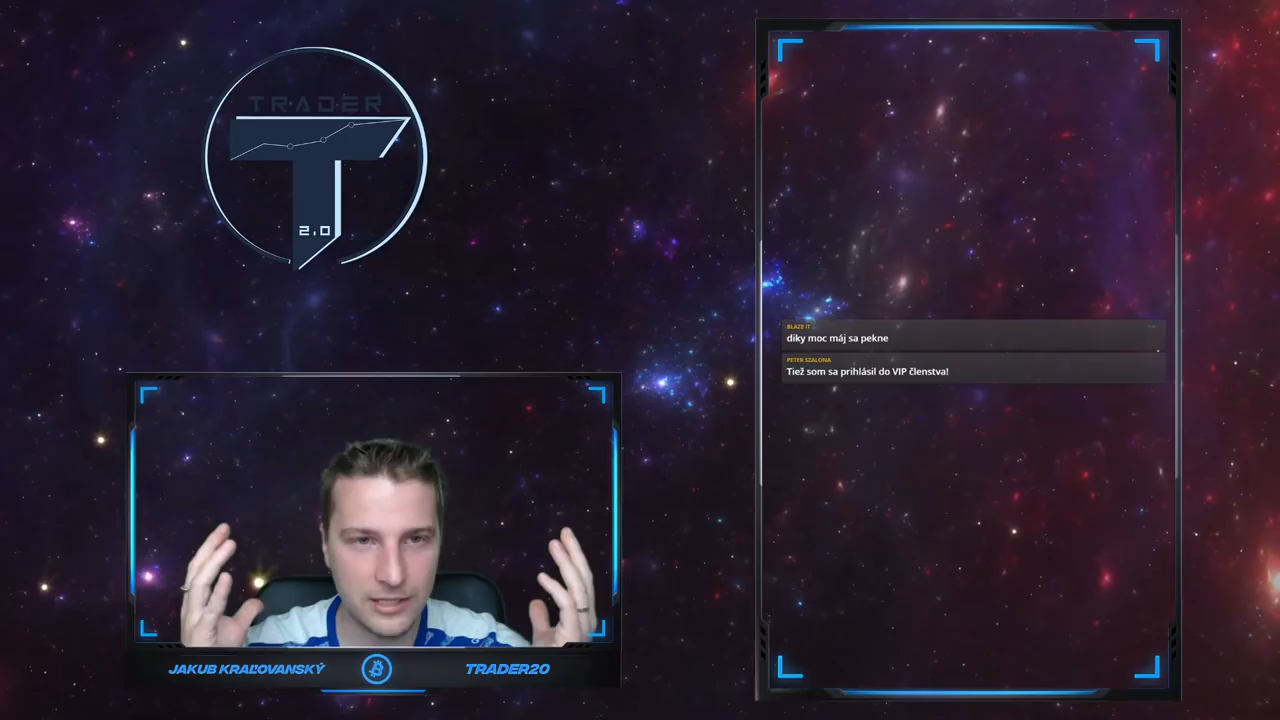 TRADER
2.0
BLAZE IT
diky moc máj sa pekne
PETER SZALONA
Tiež som sa prihlásil do VIP členstva!
JAKUB KRAĽOVANSKÝ
TRADER20